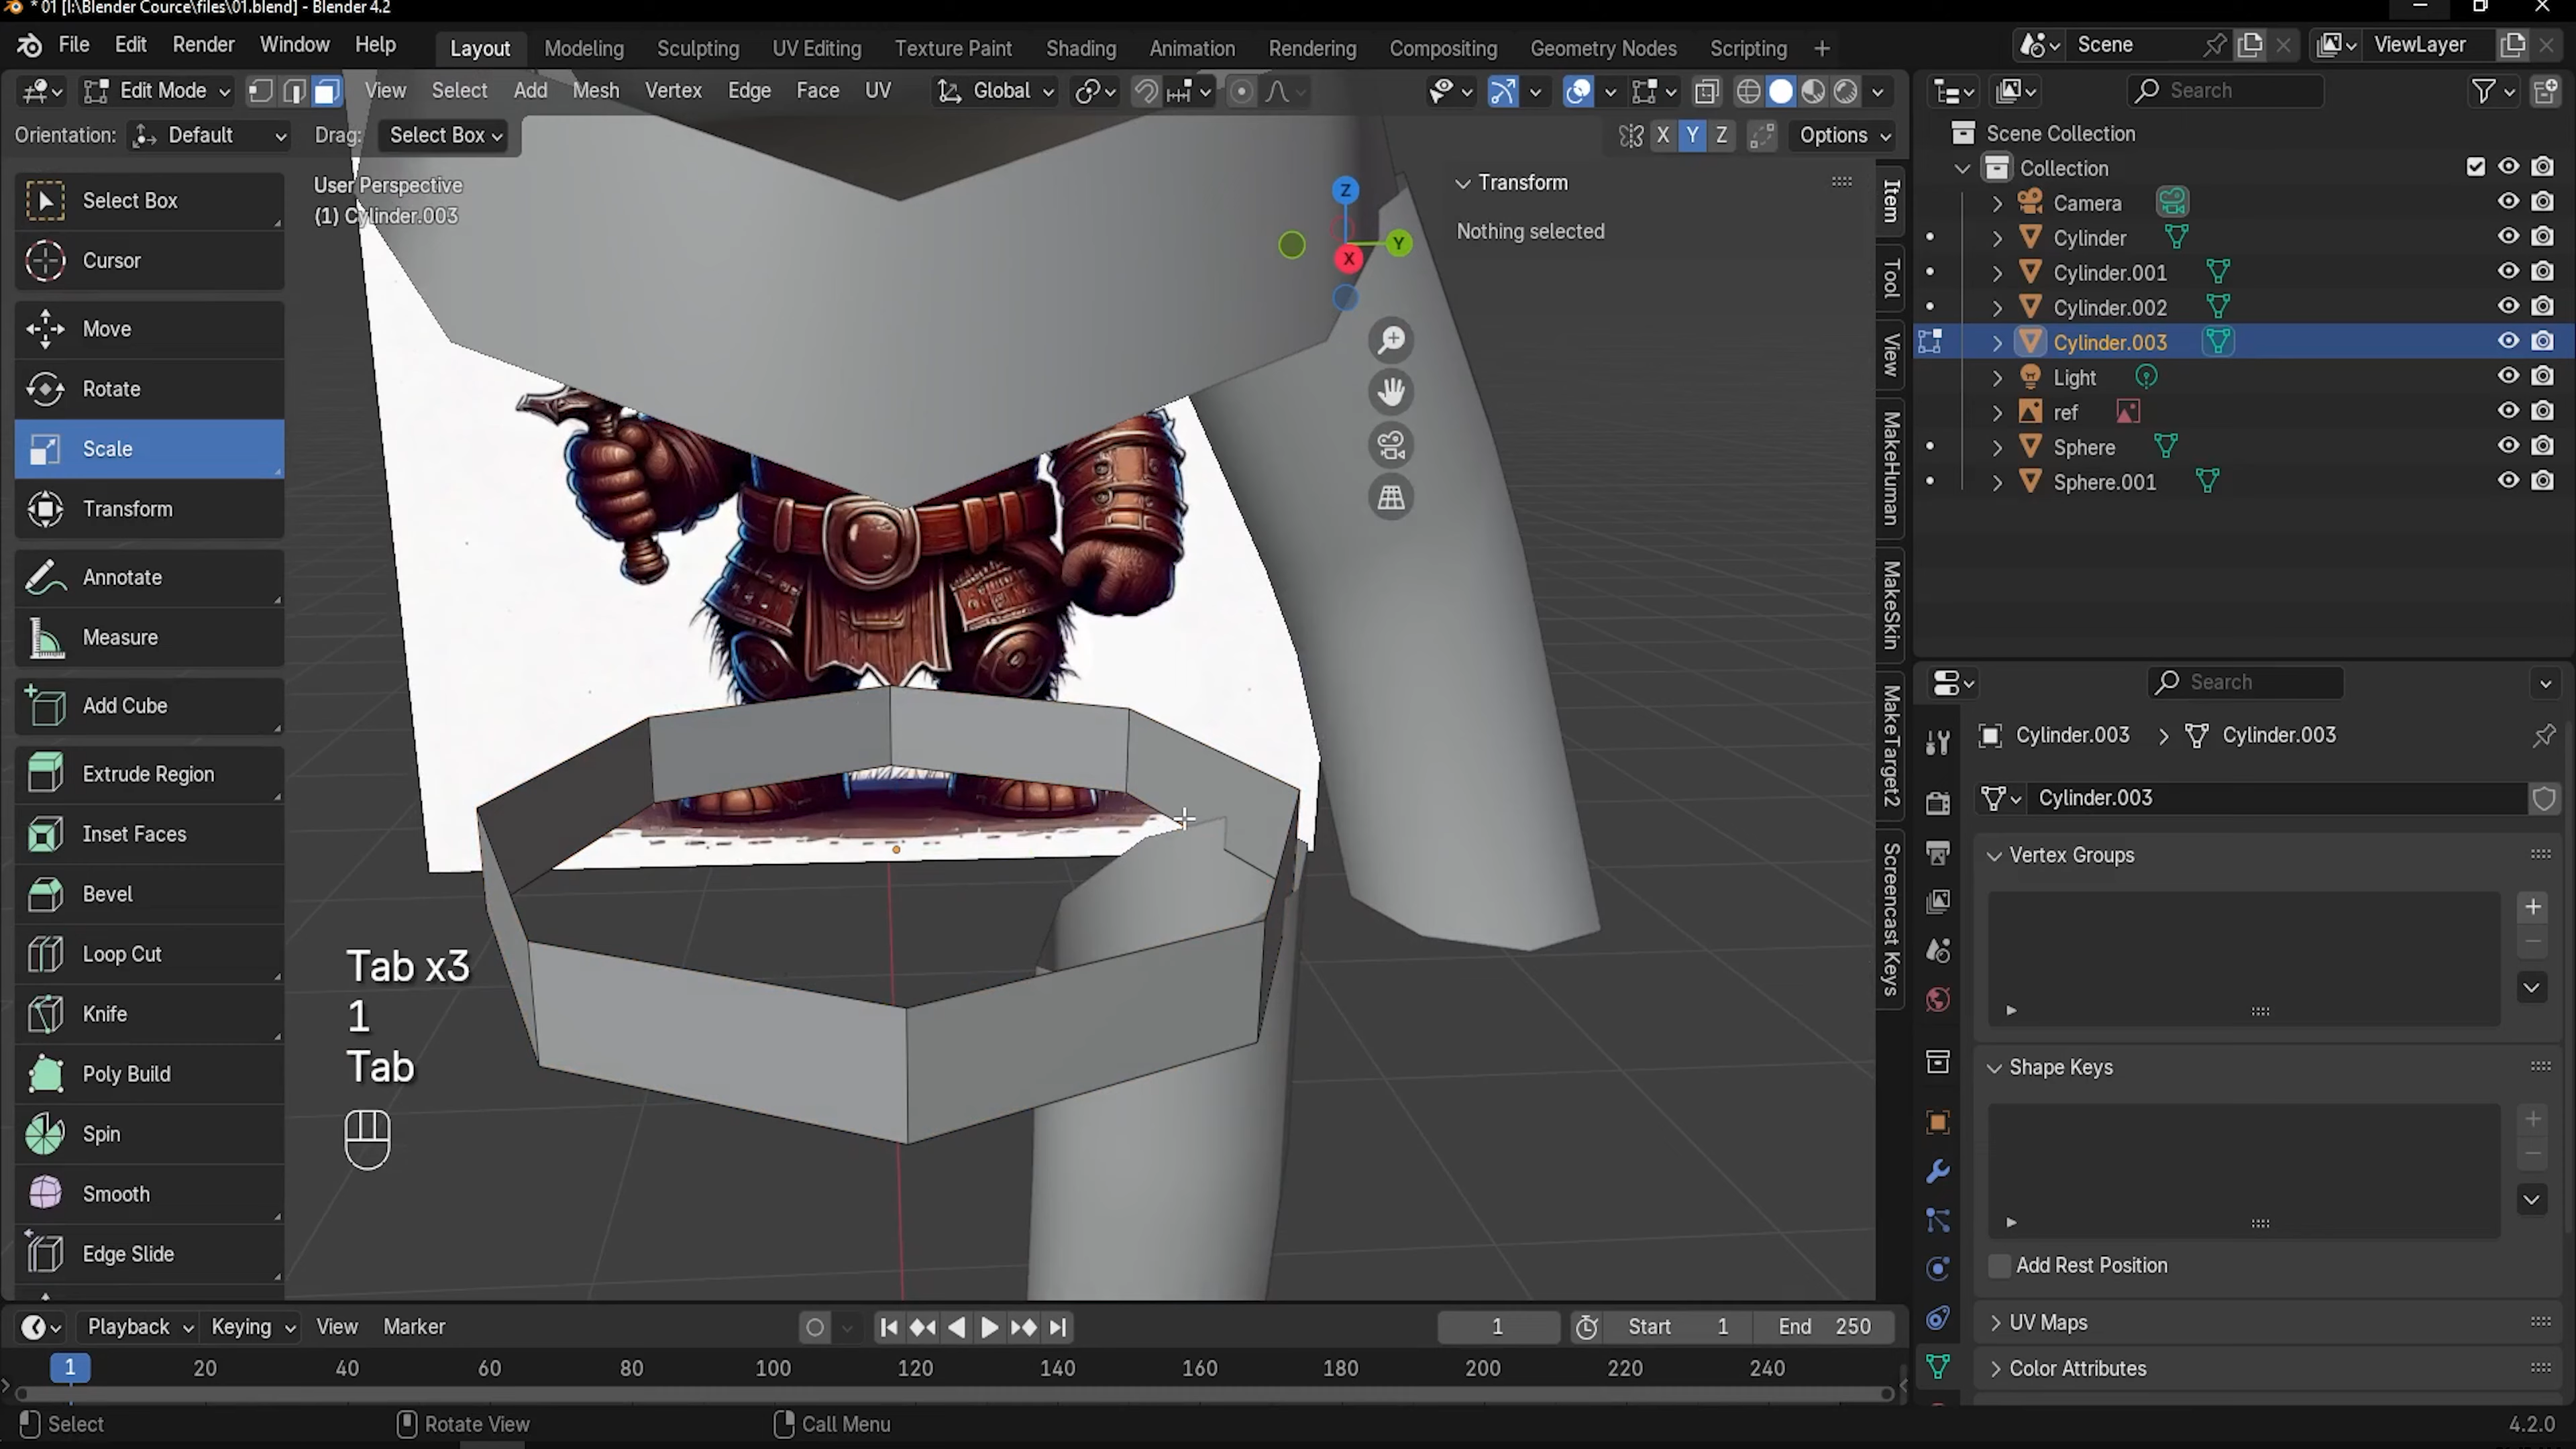 * 01 [I:\Blender Cource\files\01.blend] - Blender 4.2
File Edit Render Window Help Layout Modeling Sculpting UV Editing Texture Paint Shading Animation Rendering Compositing Geometry Nodes Scripting + Scene ViewLayer
Edit Mode View Select Add Mesh Vertex Edge Face UV Global Search
Orientation: Default Drag: Select Box X Y Z Options
User Perspective
(1) Cylinder.003
Z
Y
X
Transform
Nothing selected
Item
Tool
View
MakeHuman
MakeSkin
MakeTarget2
Screencast Keys
Select Box
Cursor
Move
Rotate
Scale
Transform
Annotate
Measure
Add Cube
Extrude Region
Inset Faces
Bevel
Loop Cut
Knife
Poly Build
Spin
Smooth
Edge Slide
Tab x3
1
Tab
Scene Collection
Collection
Camera
Cylinder
Cylinder.001
Cylinder.002
Cylinder.003
Light
ref
Sphere
Sphere.001
Search
Cylinder.003 Cylinder.003
Cylinder.003
Vertex Groups
Shape Keys
Add Rest Position
UV Maps
Color Attributes
Playback Keying View Marker 1 Start 1 End 250
1 20 40 60 80 100 120 140 160 180 200 220 240
Select Rotate View Call Menu 4.2.0